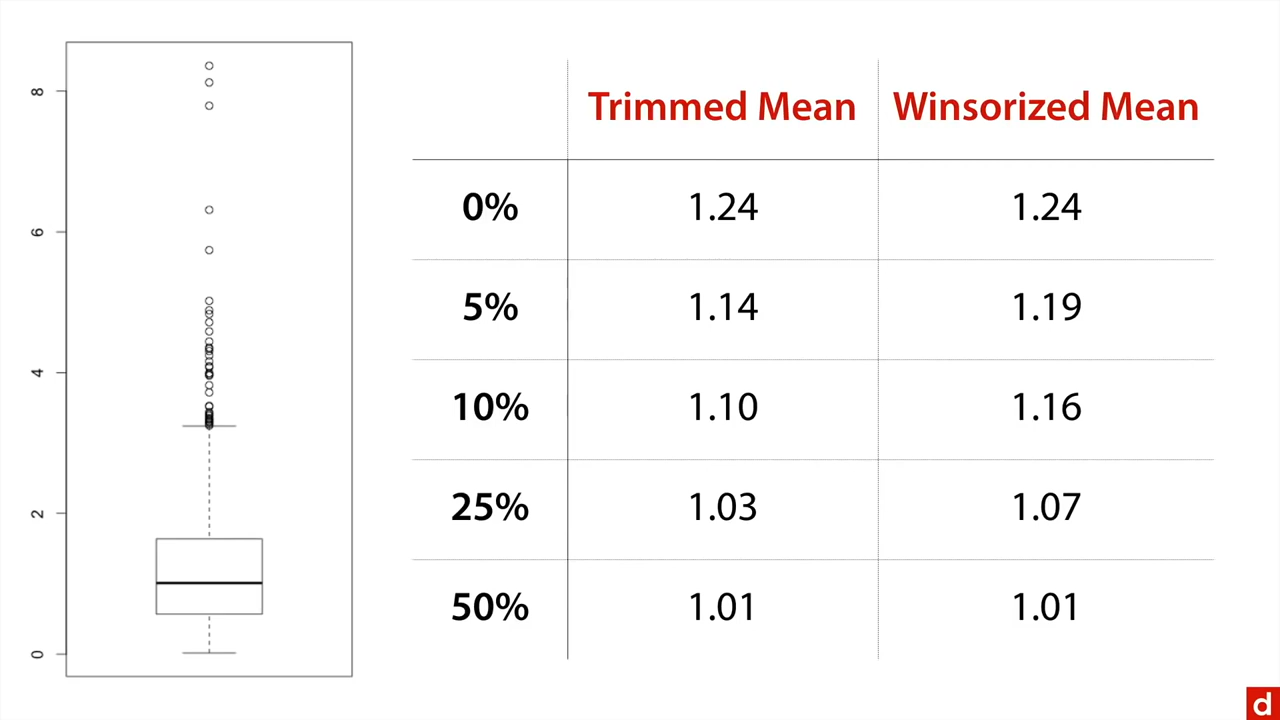 8
6
4
2
0
Trimmed Mean Winsorized Mean
0% 1.24 1.24
5% 1.14 1.19
10% 1.10 1.16
25% 1.03 1.07
50% 1.01 1.01
d